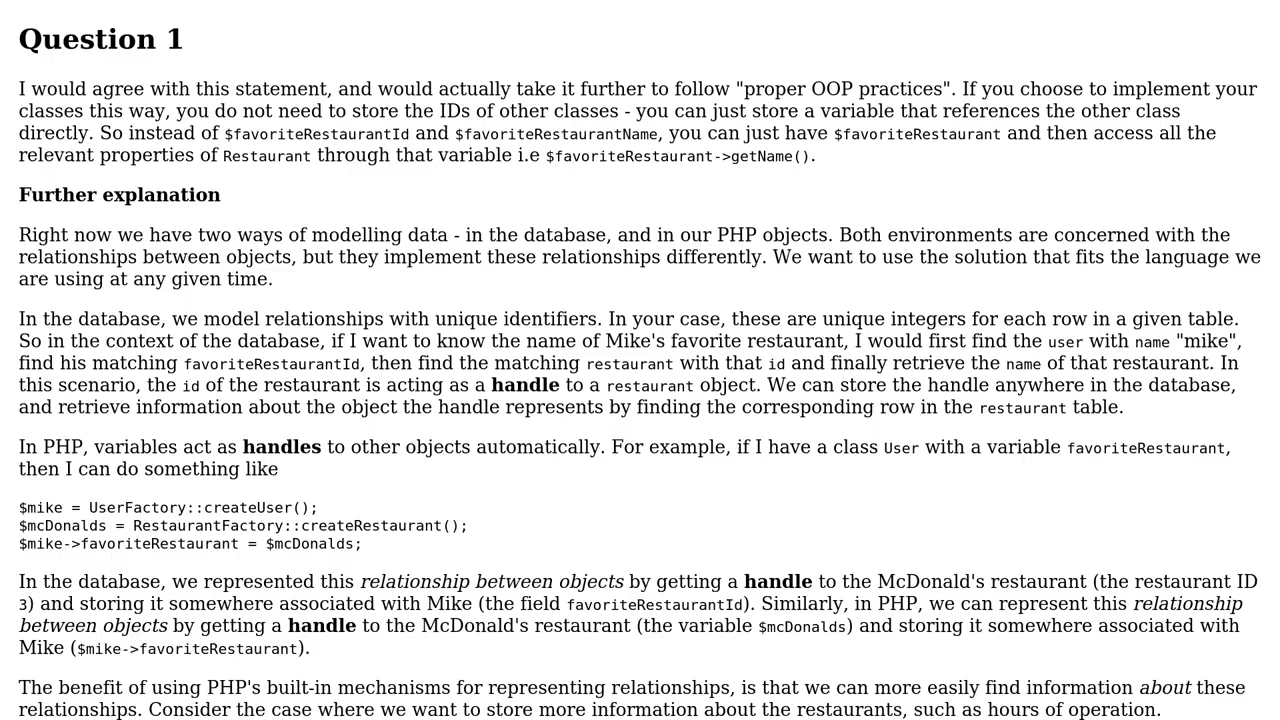 Question 1
I would agree with this statement, and would actually take it further to follow "proper OOP practices". If you choose to implement your
classes this way, you do not need to store the IDs of other classes - you can just store a variable that references the other class
directly. So instead of $favoriteRestaurantId and $favoriteRestaurantName, you can just have $favoriteRestaurant and then access all the
relevant properties of Restaurant through that variable i.e $favoriteRestaurant->getName().
Further explanation
Right now we have two ways of modelling data - in the database, and in our PHP objects. Both environments are concerned with the
relationships between objects, but they implement these relationships differently. We want to use the solution that fits the language we
are using at any given time.
In the database, we model relationships with unique identifiers. In your case, these are unique integers for each row in a given table.
So in the context of the database, if I want to know the name of Mike's favorite restaurant, I would first find the user with name "mike",
find his matching favoriteRestaurantId, then find the matching restaurant with that id and finally retrieve the name of that restaurant. In
this scenario, the id of the restaurant is acting as a handle to a restaurant object. We can store the handle anywhere in the database,
and retrieve information about the object the handle represents by finding the corresponding row in the restaurant table.
In PHP, variables act as handles to other objects automatically. For example, if I have a class User with a variable favoriteRestaurant,
then I can do something like
$mike = UserFactory::createUser();
$mcDonalds = RestaurantFactory::createRestaurant();
$mike->favoriteRestaurant = $mcDonalds;
In the database, we represented this relationship between objects by getting a handle to the McDonald's restaurant (the restaurant ID
3) and storing it somewhere associated with Mike (the field favoriteRestaurantId). Similarly, in PHP, we can represent this relationship
between objects by getting a handle to the McDonald's restaurant (the variable $mcDonalds) and storing it somewhere associated with
Mike ($mike->favoriteRestaurant).
The benefit of using PHP's built-in mechanisms for representing relationships, is that we can more easily find information about these
relationships. Consider the case where we want to store more information about the restaurants, such as hours of operation.